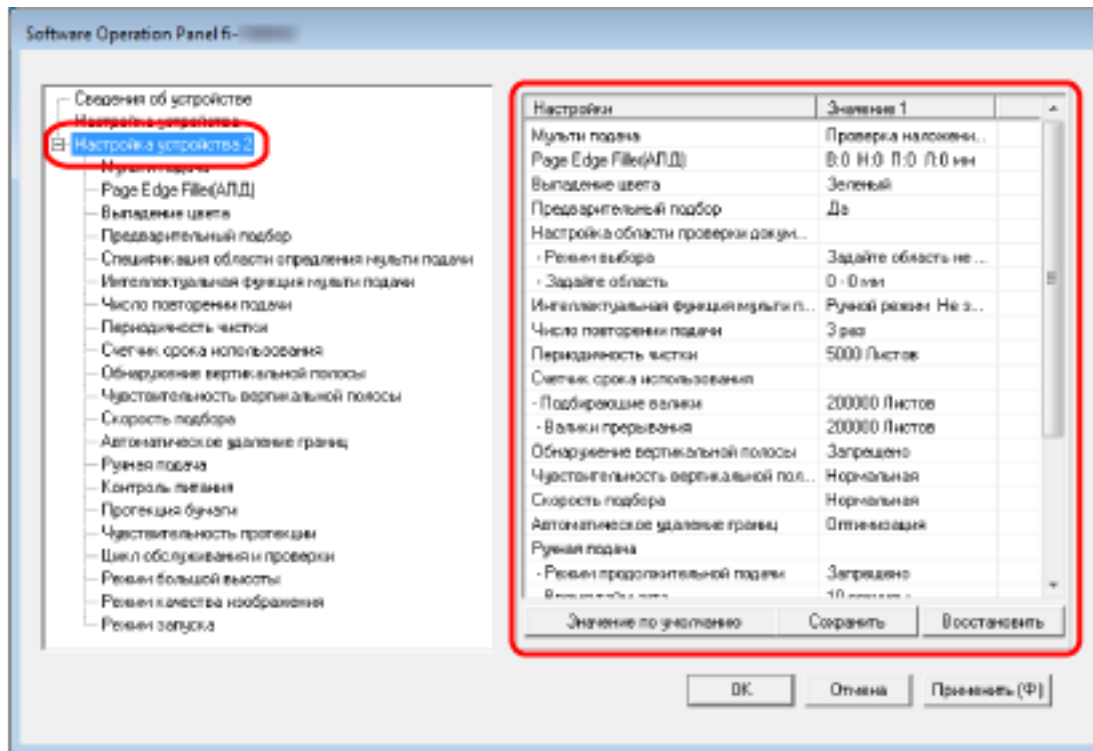 Software Operation Panel fi-
Сведения об устройстве
Настройка устройства
Настройка устройства 2
Мульти подача
Page Edge Filler(АПД)
Выпадение цвета
Предварительный подбор
Спецификация области опредления мульти подачи
Интеллектуальная функция мульти подачи
Число повторении подачи
Периодичность чистки
Счетчик срока использования
Обнаружение вертикальной полосы
Чувствительность вертикальной полосы
Скорость подбора
Автоматическое удаление границ
Ручная подача
Контроль питания
Протекция бумаги
Чувствительность протекции
Цикл обслуживания и проверки
Режим большой высоты
Режим качества изображения
Режим запуска
Настройки Значение 1
Мульти подача Проверка наложени...
Page Edge Filler(АПД) В:0 Н:0 П:0 Л:0 мм
Выпадение цвета Зеленый
Предварительный подбор Да
Настройка области проверки докум...
- Режим выбора Задайте область не ...
- Задайте область 0 - 0 мм
Интеллектуальная функция мульти п... Ручной режим Не з...
Число повторении подачи 3 раз
Периодичность чистки 5000 Листов
Счетчик срока использования
- Подбирающие валики 200000 Листов
- Валики прерывания 200000 Листов
Обнаружение вертикальной полосы Запрещено
Чувствительность вертикальной пол... Нормальная
Скорость подбора Нормальная
Автоматическое удаление границ Оптимизация
Ручная подача
- Режим продолжительной подачи Запрещено
Значение по умолчанию Сохранить Восстановить
OK Отмена Применить (Ф)